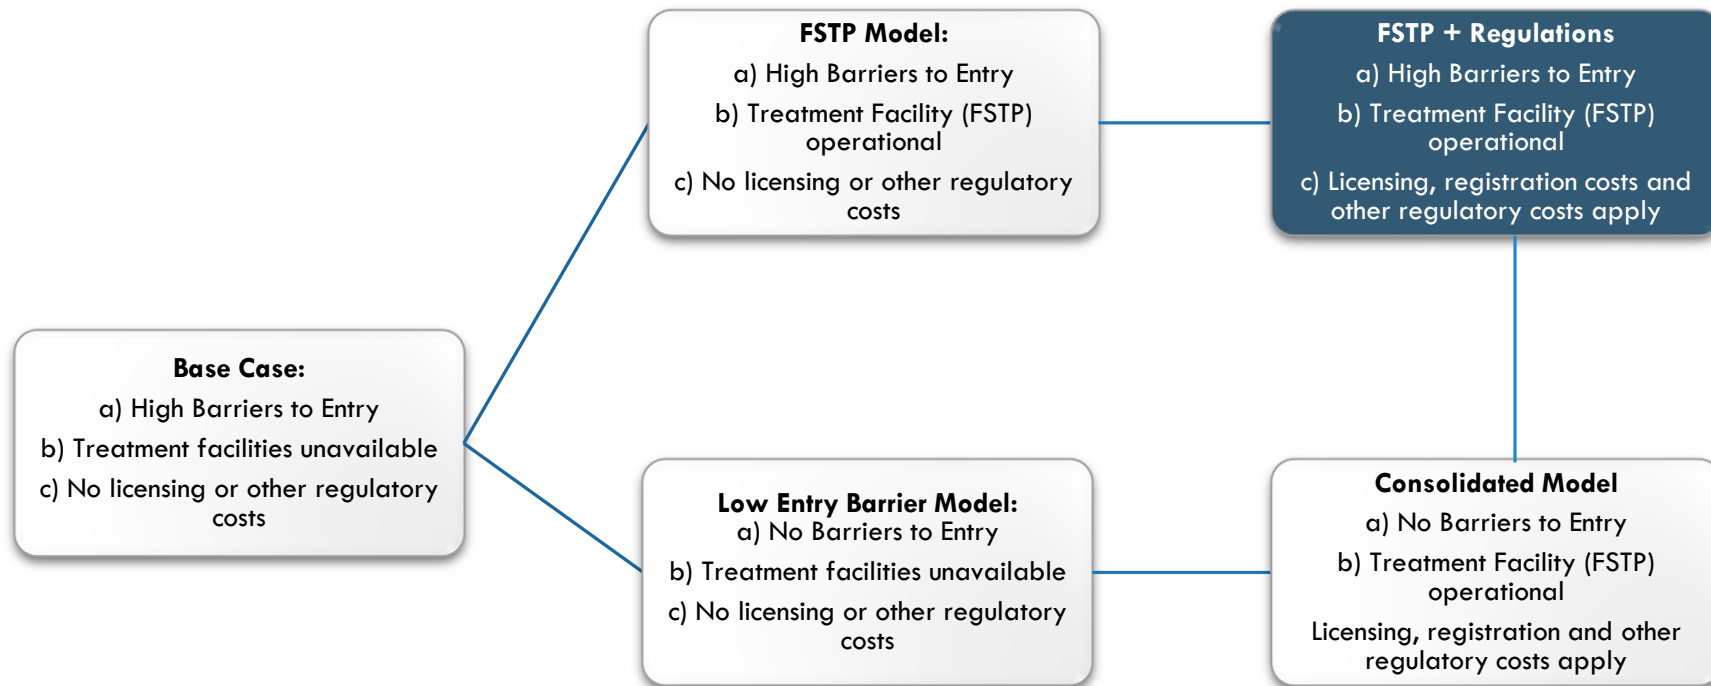 FSTP Model:
a) High Barriers to Entry
b) Treatment Facility (FSTP)
operational
c) No licensing or other regulatory
costs
FSTP + Regulations
a) High Barriers to Entry
b) Treatment Facility (FSTP)
operational
c) Licensing, registration costs and
other regulatory costs apply
Base Case:
a) High Barriers to Entry
b) Treatment facilities unavailable
c) No licensing or other regulatory
costs
Low Entry Barrier Model:
a) No Barriers to Entry
b) Treatment facilities unavailable
c) No licensing or other regulatory
costs
Consolidated Model
a) No Barriers to Entry
b) Treatment Facility (FSTP)
operational
Licensing, registration and other
regulatory costs apply